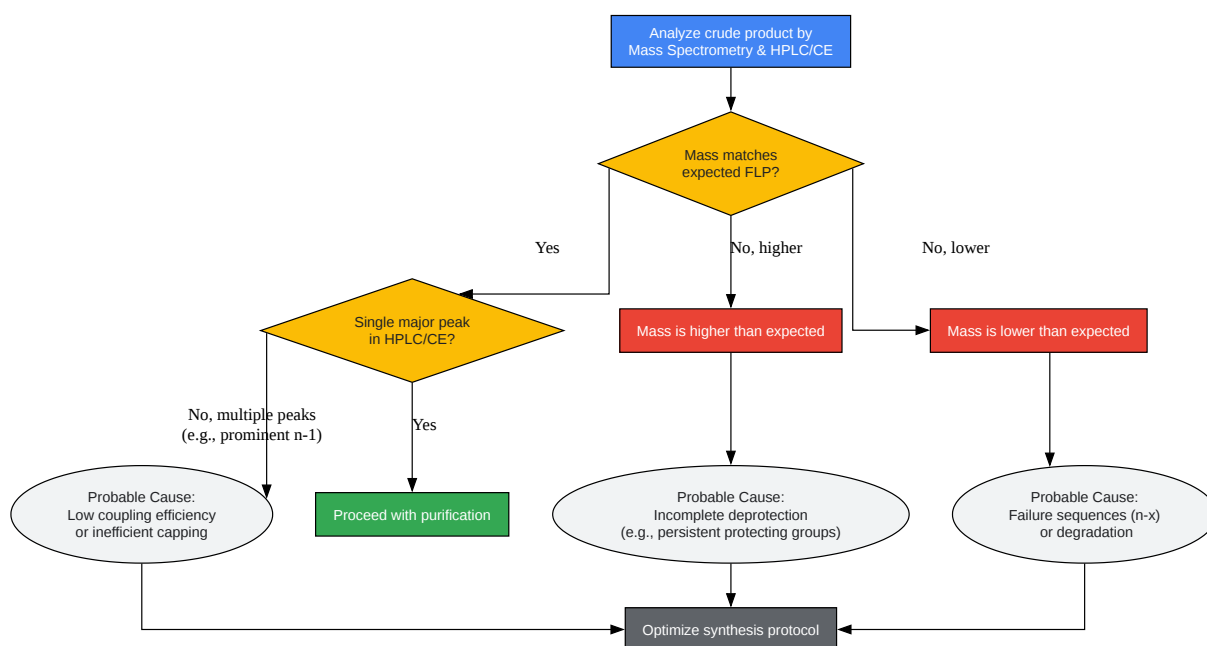 Analyze crude product by
Mass Spectrometry & HPLC/CE
Mass matches
expected FLP?
Yes
No, higher
No, lower
Single major peak
in HPLC/CE?
Mass is higher than expected
Mass is lower than expected
No, multiple peaks
(e.g., prominent n-1)
Yes
Probable Cause:
Low coupling efficiency
or inefficient capping
Proceed with purification
Probable Cause:
Incomplete deprotection
(e.g., persistent protecting groups)
Probable Cause:
Failure sequences (n-x)
or degradation
Optimize synthesis protocol